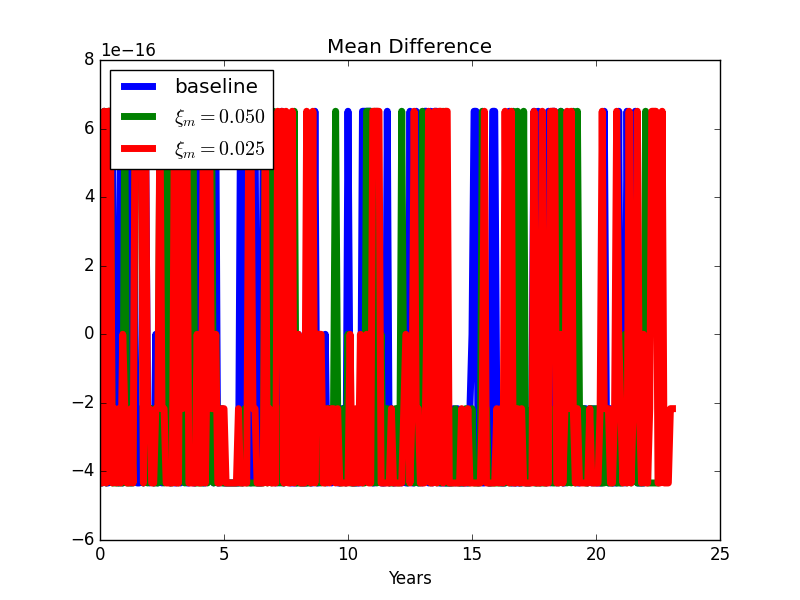 Mean Difference
1e−16
8
6
4
2
0
−2
−4
−6
baseline
ξm = 0.050
ξm = 0.025
0 5 10 15 20 25
Years